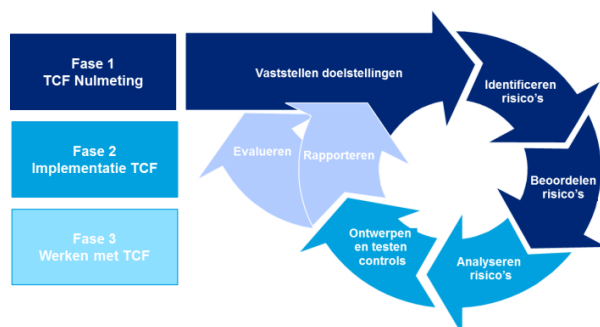 Fase 1
TCF Nulmeting
Vaststellen doelstellingen
Identificeren
risico's
Fase 2
Implementatie TCF
Evalueren
Rapporteren
Beoordelen
risico's
Fase 3
Werken met TCF
Ontwerpen
en testen
controls
Analyseren
risico's